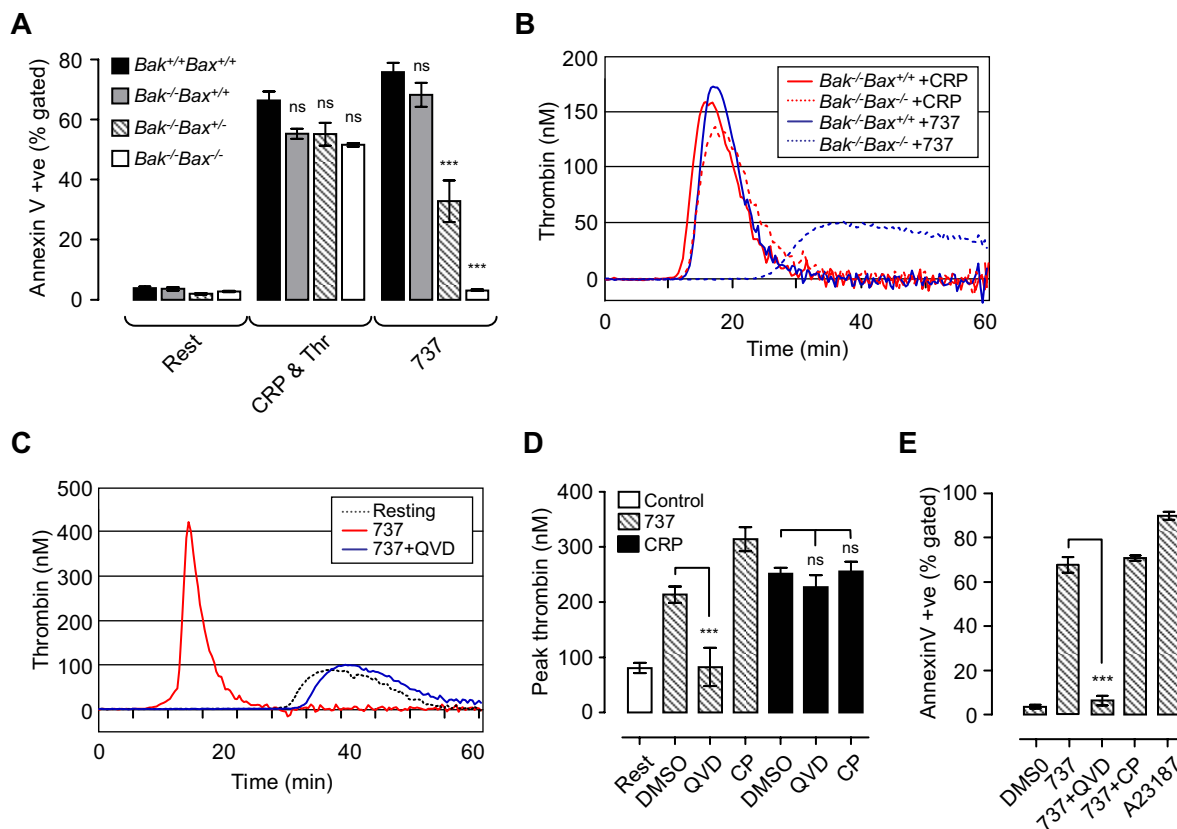 A
Annexin V +ve (% gated)
80
60
40
20
0
Bak+/+Bax+/+
Bak-/-Bax+/+
Bak-/-Bax+/-
Bak-/-Bax-/-
ns
ns
ns
ns
***
***
Rest
CRP & Thr
737
B
Thrombin (nM)
200
150
100
50
0
Bak-/-Bax+/+ +CRP
Bak-/-Bax-/- +CRP
Bak-/-Bax+/+ +737
Bak-/-Bax-/- +737
0 20 40 60
Time (min)
C
Thrombin (nM)
500
400
300
200
100
0
Resting
737
737+QVD
0 20 40 60
Time (min)
D
Peak thrombin (nM)
400
300
200
100
0
Control
737
CRP
***
ns
ns
Rest
DMSO
QVD
CP
DMSO
QVD
CP
E
AnnexinV +ve (% gated)
100
80
60
40
20
0
***
DMS0
737
737+QVD
737+CP
A23187